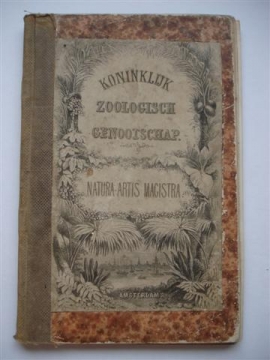 KONINKLIJK
ZOOLOGISCH
GENOOTSCHAP.
NATURA ARTIS MAGISTRA
AMSTERDAM